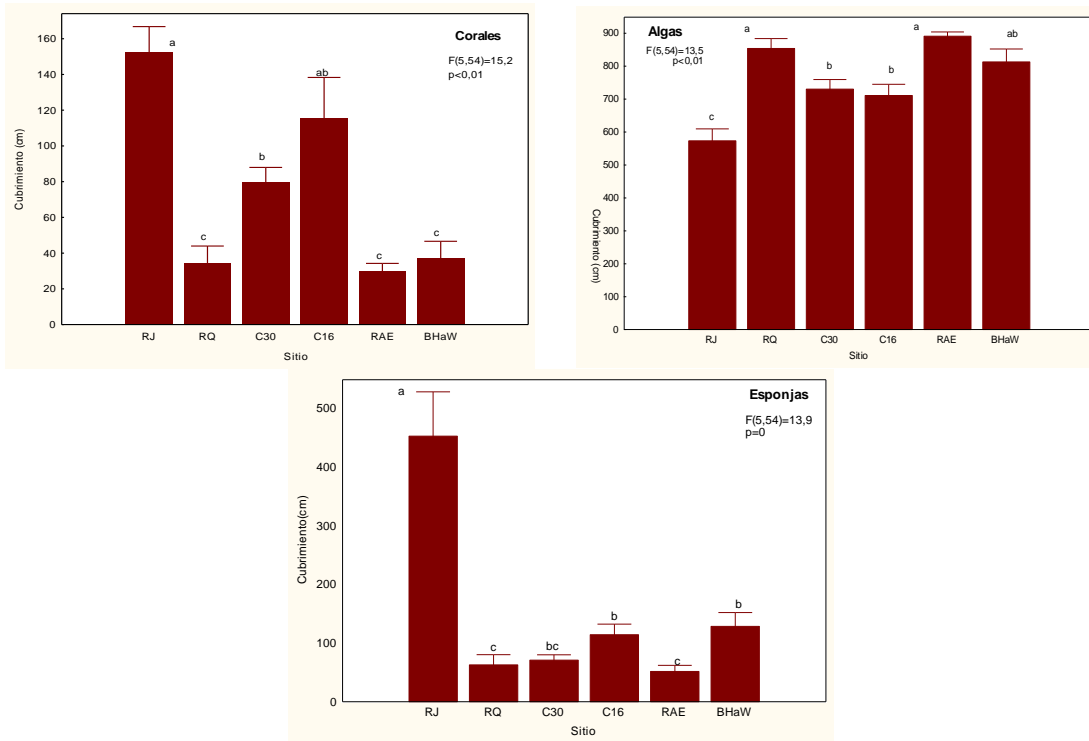 Corales
F(5,54)=15,2
p<0,01
Cubrimiento (cm)
160
140
120
100
80
60
40
20
0
a
c
b
ab
c
c
RJ RQ C30 C16 RAE BHaW
Sitio
Algas
F(5,54)=13,5
p<0,01
Cubrimiento (cm)
900
800
700
600
500
400
300
200
100
0
c
a
b
b
a
ab
RJ RQ C30 C16 RAE BHaW
Sitio
Esponjas
F(5,54)=13,9
p=0
Cubrimiento(cm)
500
400
300
200
100
0
a
c
bc
b
c
b
RJ RQ C30 C16 RAE BHaW
Sitio